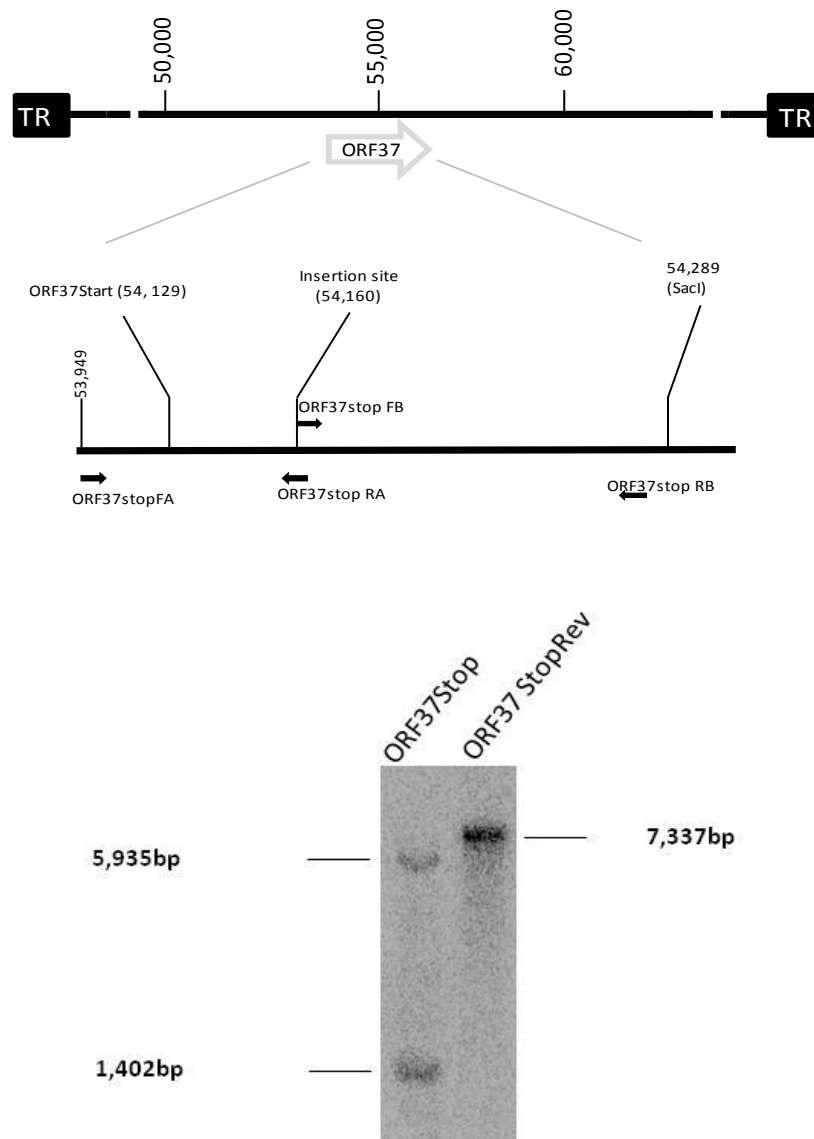 50,000
55,000
60,000
TR
TR
ORF37
ORF37Start (54, 129)
Insertion site
(54,160)
54,289
(SacI)
53,949
ORF37stop FB
ORF37stopFA
ORF37stop RA
ORF37stop RB
ORF37Stop
ORF37 StopRev
5,935bp
7,337bp
1,402bp